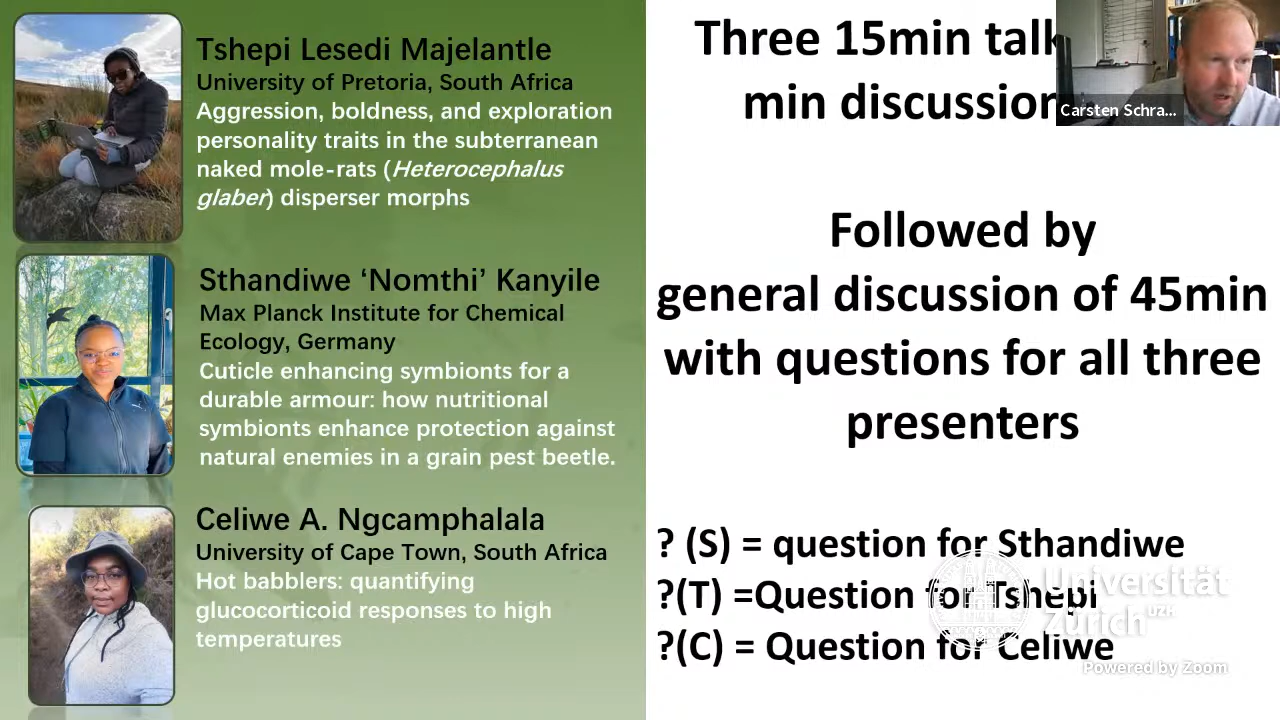 Tshepi Lesedi Majelantle
University of Pretoria, South Africa
Aggression, boldness, and exploration
personality traits in the subterranean
naked mole-rats (Heterocephalus
glaber) disperser morphs
Sthandiwe ‘Nomthi’ Kanyile
Max Planck Institute for Chemical
Ecology, Germany
Cuticle enhancing symbionts for a
durable armour: how nutritional
symbionts enhance protection against
natural enemies in a grain pest beetle.
Celiwe A. Ngcamphalala
University of Cape Town, South Africa
Hot babblers: quantifying
glucocorticoid responses to high
temperatures
Three 15min talk
min discussion
Carsten Schra...
Followed by
general discussion of 45min
with questions for all three
presenters
? (S) = question for Sthandiwe
?(T) =Question for Tshepi
?(C) = Question for Celiwe
Universität
Zürich UZH
Powered by Zoom